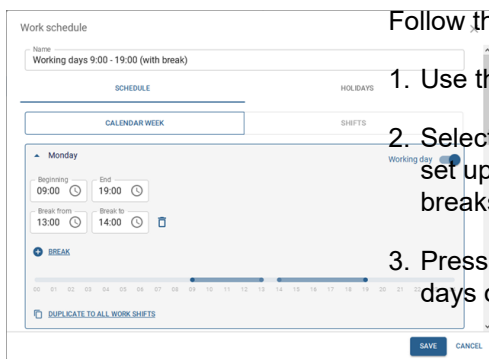 Work schedule
Name
Working days 9:00 - 19:00 (with break)
SCHEDULE
HOLIDAYS
CALENDAR WEEK
SHIFTS
Monday
Working day
Beginning
End
09:00
19:00
Break from
Break to
13:00
14:00
BREAK
00 01 02 03 04 05 06 07 08 09 10 11 12 13 14 15 16 17 18 19 20 21 22
DUPLICATE TO ALL WORK SHIFTS
SAVE
CANCEL
Follow
1. Use
2. Select
set up
breaks
3. Press
days